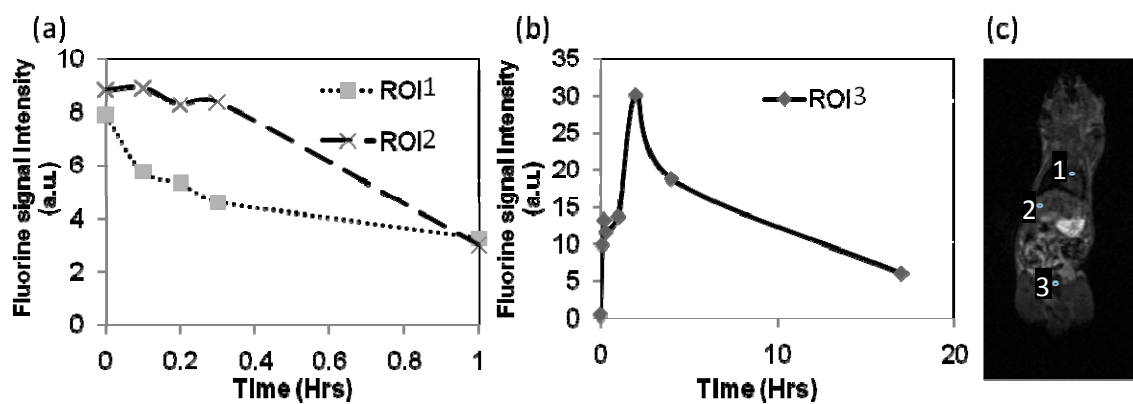 (a)
10
8
6
4
2
0
Fluorine signal Intensity
(a.u.)
ROI1
ROI2
0 0.2 0.4 0.6 0.8 1
Time (Hrs)
(b)
35
30
25
20
15
10
5
0
Fluorine signal Intensity
(a.u.)
ROI3
0 10 20
Time (Hrs)
(c)
1
2
3